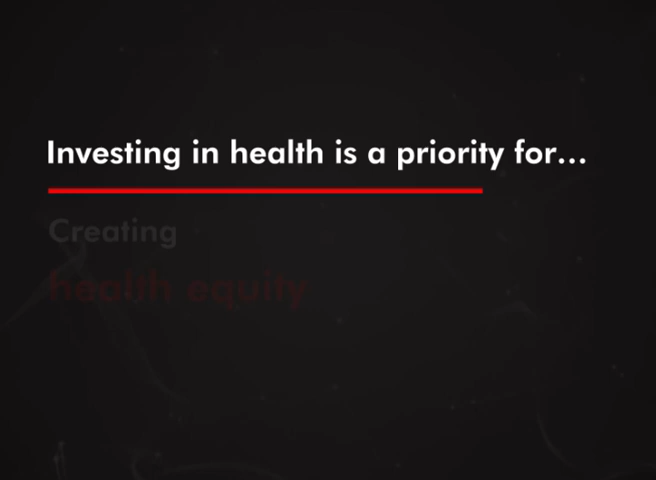 Investing in health is a priority for...
Creating
health equity